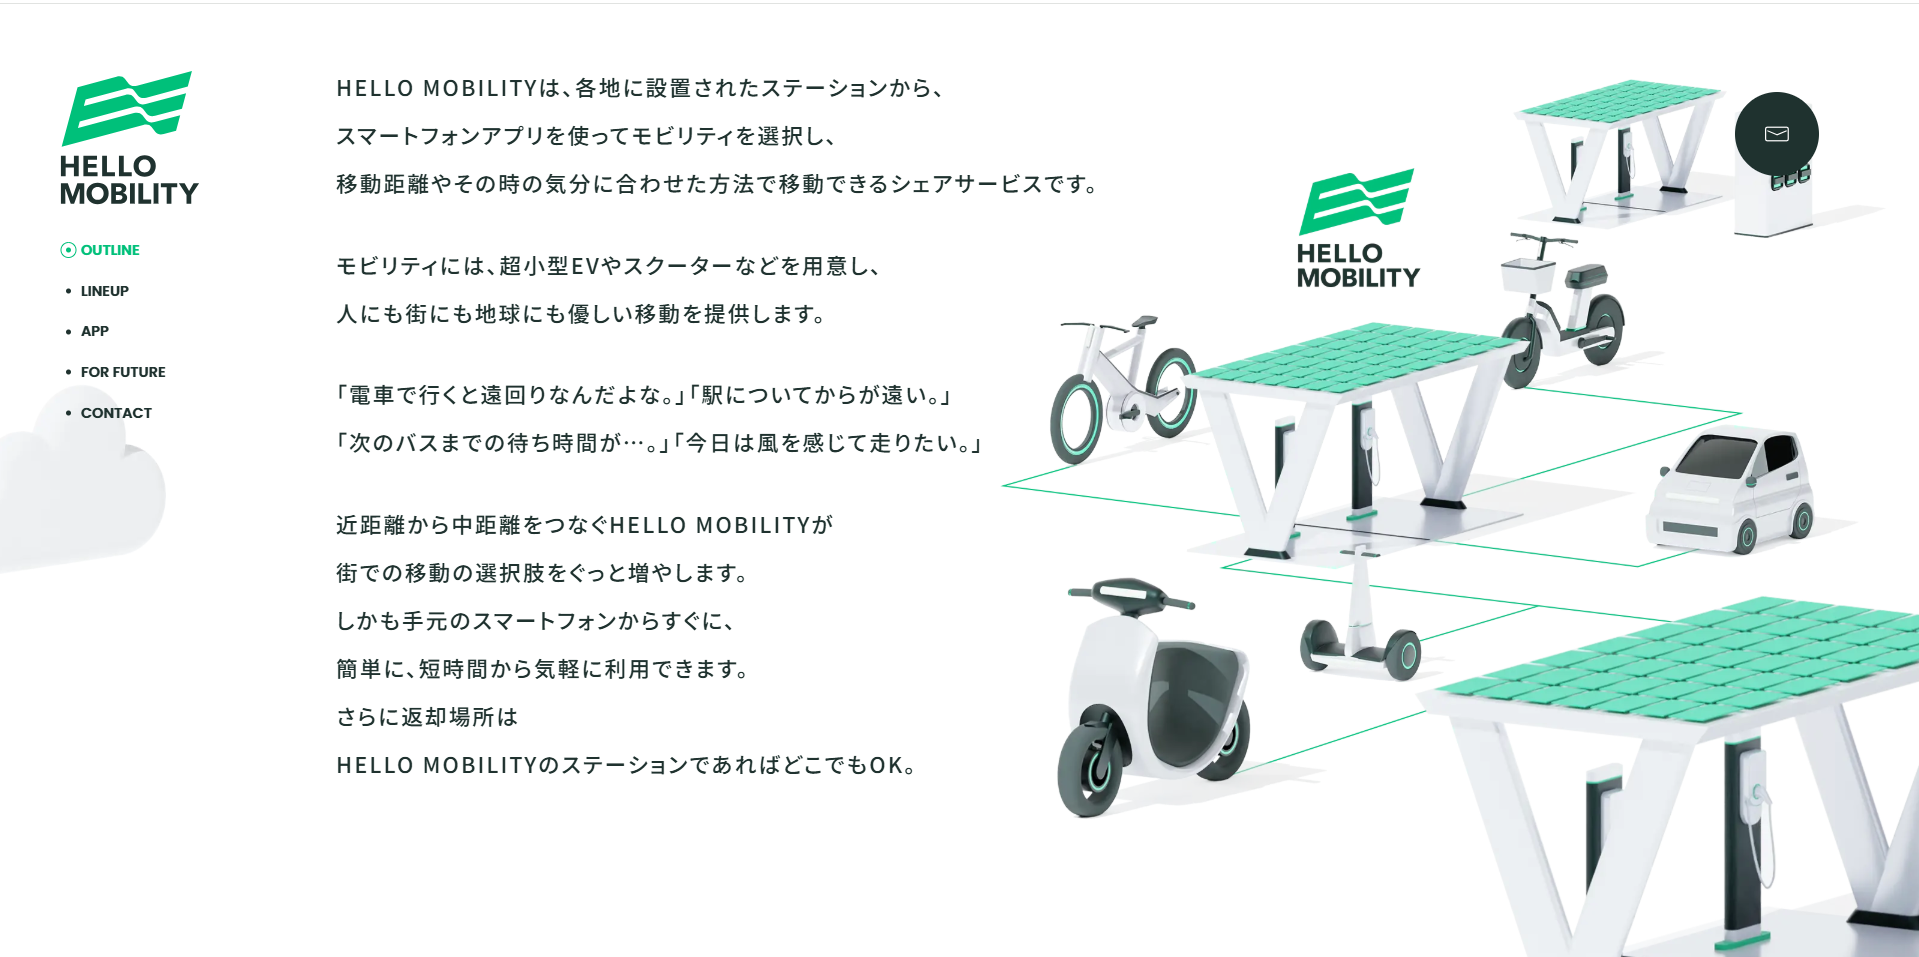 HELLO
MOBILITY
OUTLINE
LINEUP
APP
FOR FUTURE
CONTACT
HELLO MOBILITYは、各地に設置されたステーションから、
スマートフォンアプリを使ってモビリティを選択し、
移動距離やその時の気分に合わせた方法で移動できるシェアサービスです。
モビリティには、超小型EVやスクーターなどを用意し、
人にも街にも地球にも優しい移動を提供します。
「電車で行くと遠回りなんだよな。」「駅についてからが遠い。」
「次のバスまでの待ち時間が…。」「今日は風を感じて走りたい。」
近距離から中距離をつなぐHELLO MOBILITYが
街での移動の選択肢をぐっと増やします。
しかも手元のスマートフォンからすぐに、
簡単に、短時間から気軽に利用できます。
さらに返却場所は
HELLO MOBILITYのステーションであればどこでもOK。
HELLO
MOBILITY